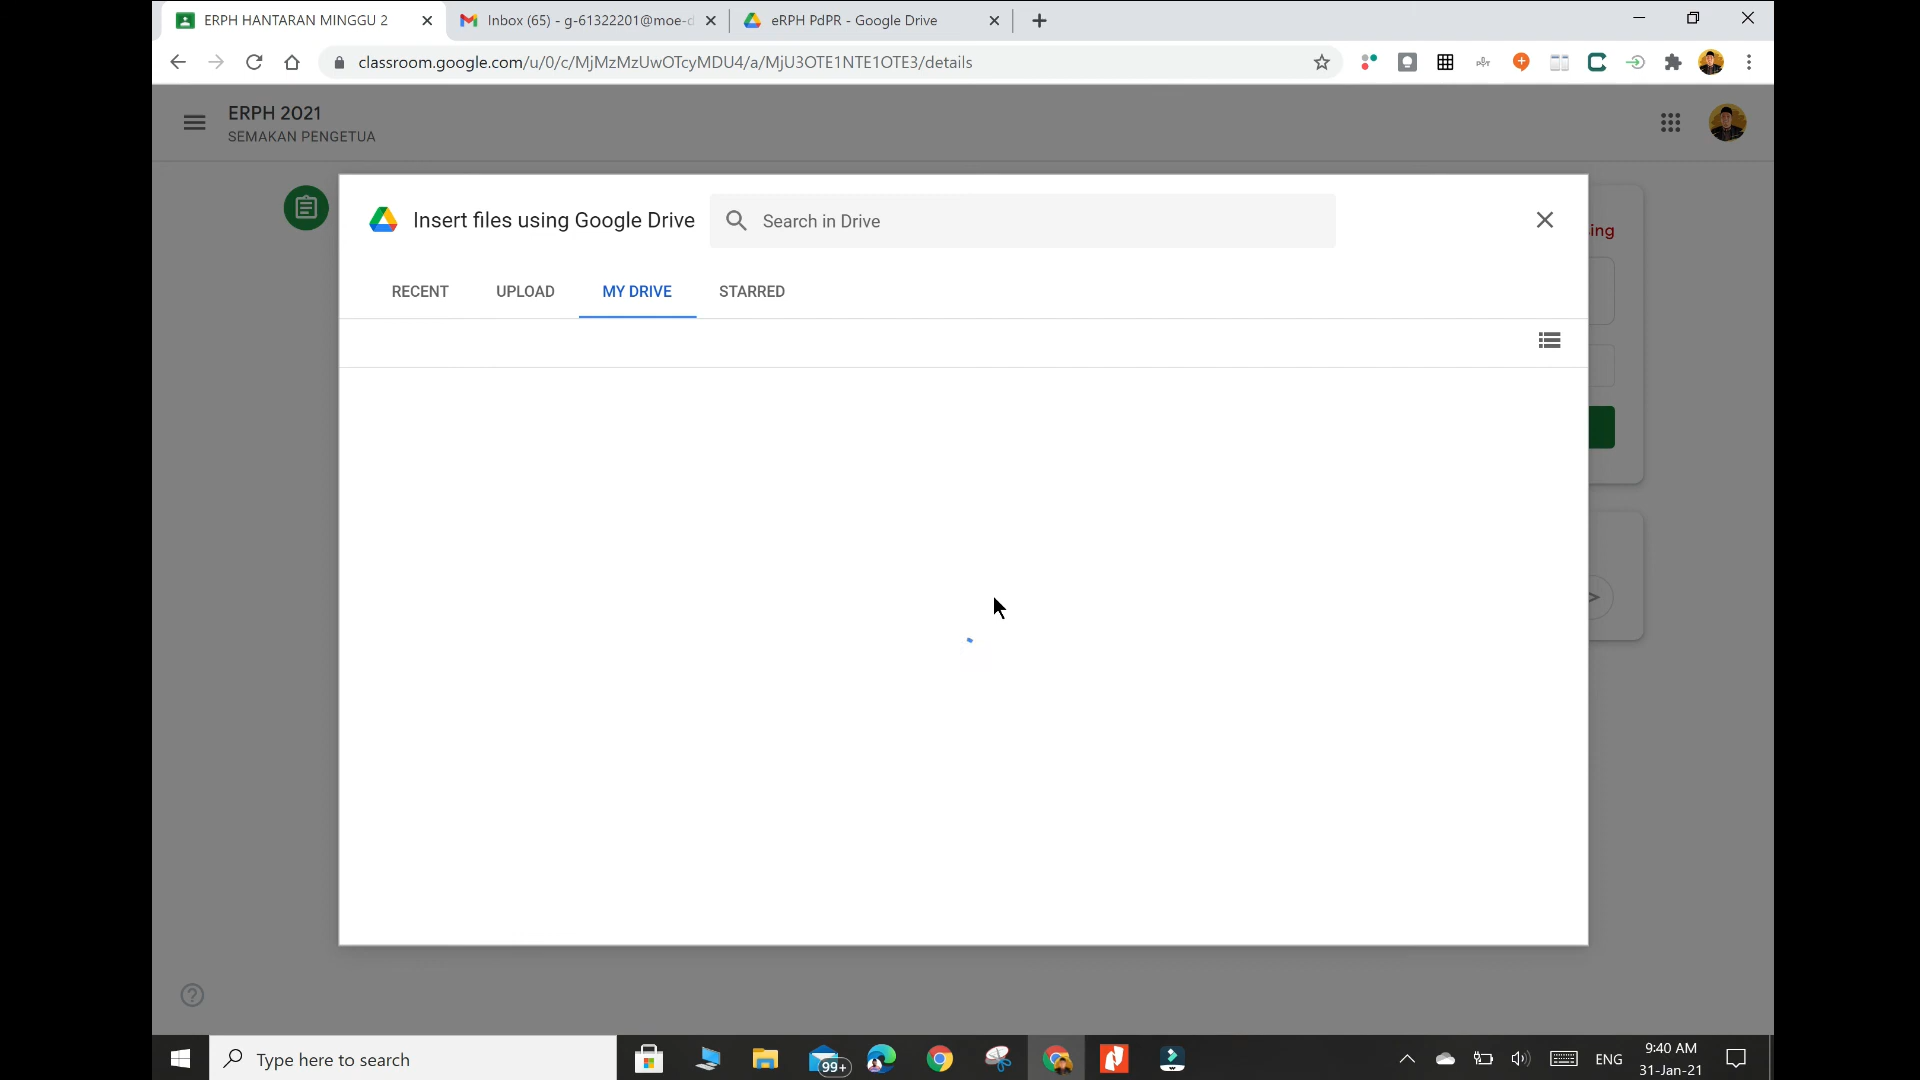 ERPH HANTARAN MINGGU 2
Inbox (65) - g-61322201@moe-d
eRPH PdPR - Google Drive
classroom.google.com/u/0/c/MjMzMzUwOTcyMDU4/a/MjU3OTE1NTE1OTE3/details
ERPH 2021
SEMAKAN PENGETUA
Insert files using Google Drive
Search in Drive
ing
RECENT
UPLOAD
MY DRIVE
STARRED
Type here to search
99+
ENG
9:40 AM
31-Jan-21